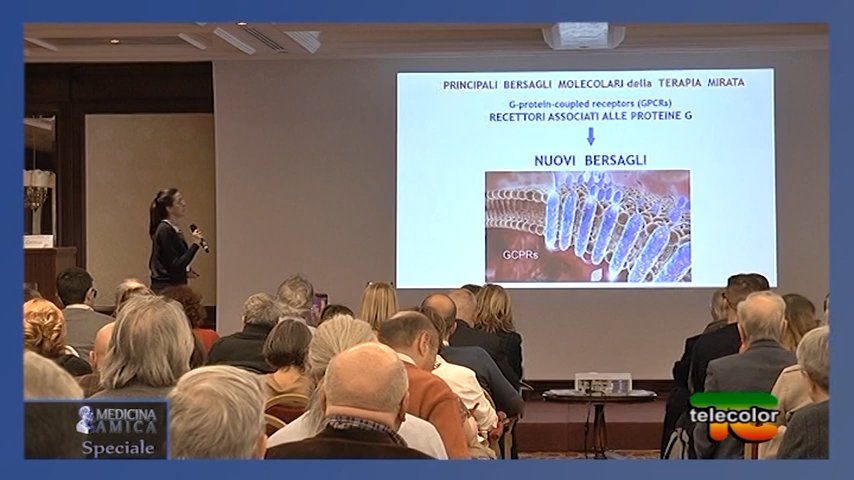 PRINCIPALI BERSAGLI MOLECOLARI della TERAPIA MIRATA
G-protein-coupled receptors (GPCRs)
RECETTORI ASSOCIATI ALLE PROTEINE G
NUOVI BERSAGLI
GCPRs
MEDICINA
AMICA
Speciale
telecolor